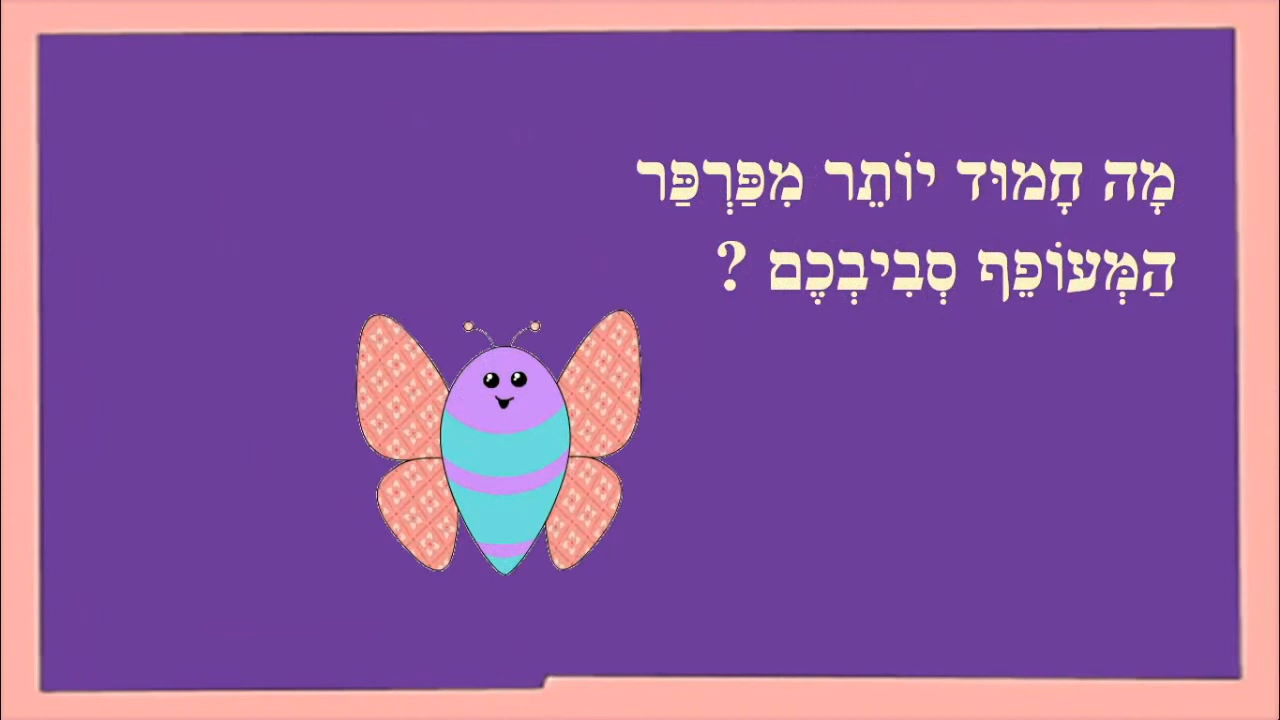 מָה חָמוּד יוֹתֵר מִפַּרְפַּר
הַמְּעוֹפֵף סְבִיבְכֶם ?